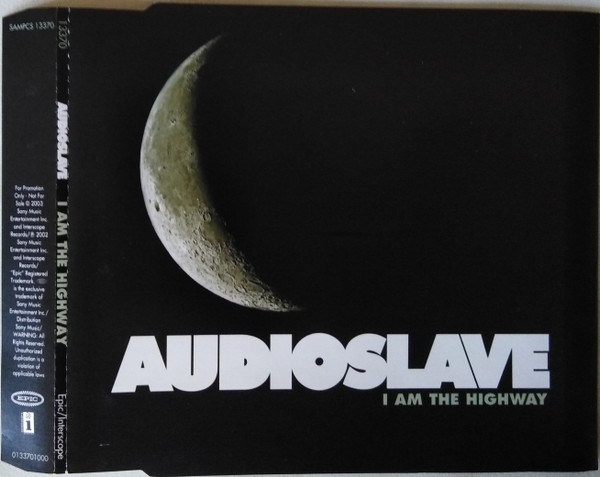 SAMPCS 13370
For Promotion
Only - Not For
Sale © 2003
Sony Music
Entertainment Inc.
and Interscope
Records/℗ 2002
Sony Music
Entertainment Inc.
and Interscope
Records/
"Epic" Registered
Trademark.
is the exclusive
trademark of
Sony Music
Entertainment Inc./
Distribution
Sony Music/
WARNING: All
Rights Reserved.
Unauthorized
duplication is a
violation of
applicable laws
EPIC
i
0133701000
13370
AUDIOSLAVE
I AM THE HIGHWAY
Epic/Interscope
AUDIOSLAVE
I AM THE HIGHWAY